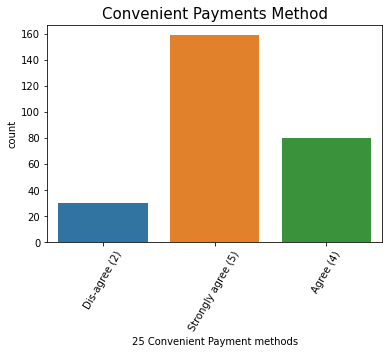 Convenient Payments Method
160
140
120
100
80
60
40
20
0
count
Dis-agree (2)
Strongly agree (5)
Agree (4)
25 Convenient Payment methods